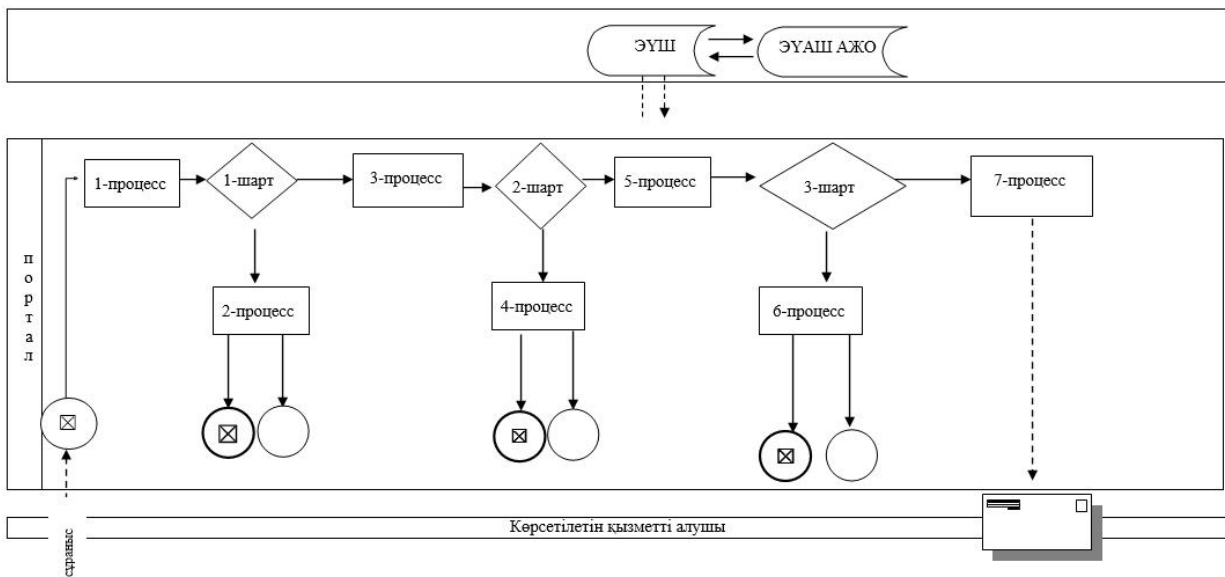 ЭҮШ
ЭҮАШ АЖО
1-процесс
1-шарт
3-процесс
2-шарт
5-процесс
3-шарт
7-процесс
портал
2-процесс
4-процесс
6-процесс
сұраныс
Көрсетілетін қызметті алушы